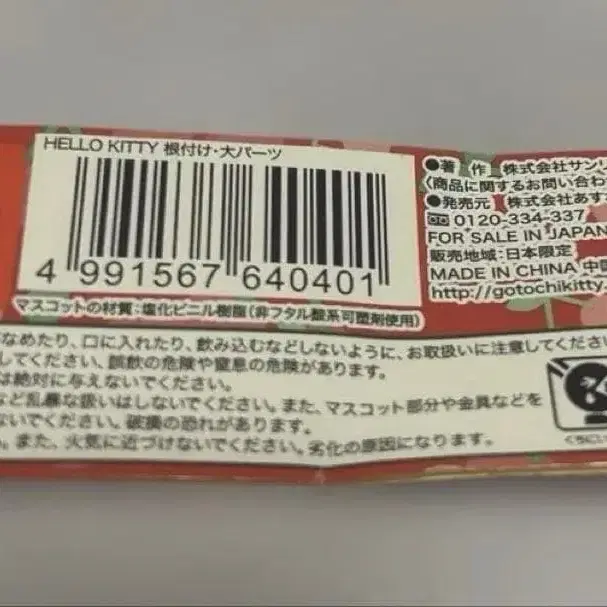 HELLO KITTY 根付け・大パーツ
4 991567 640401
マスコットの材質:塩化ビニル樹脂(非フタル酸系可塑剤使用)
●著 作 株式会社サンリ
〈商品に関するお問い合わ
●発売元 株式会社あす
0120-334-337
FOR SALE IN JAPAN
販売地域:日本限定
MADE IN CHINA 中国
http://gotochikitty.
なめたり、口に入れたり、飲み込むなどしないように、お取扱いに注意してください
してください。誤飲の危険や窒息の危険があります。
は絶対に与えないでください。
など乱暴な扱いはしないでください。また、マスコット部分や金具などを
ないでください。破損の恐れがあります。
。また、火気に近づけないでください。劣化の原因になります。
くちにい